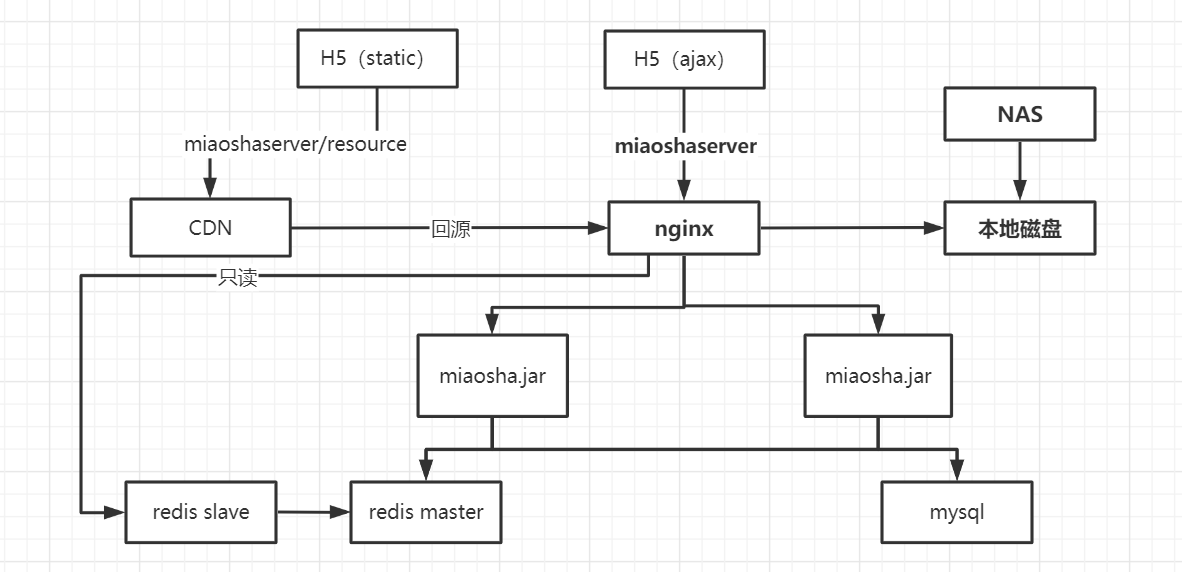 H5（static）
H5（ajax）
NAS
miaoshaserver/resource
miaoshaserver
CDN
回源
nginx
本地磁盘
只读
miaosha.jar
miaosha.jar
redis slave
redis master
mysql